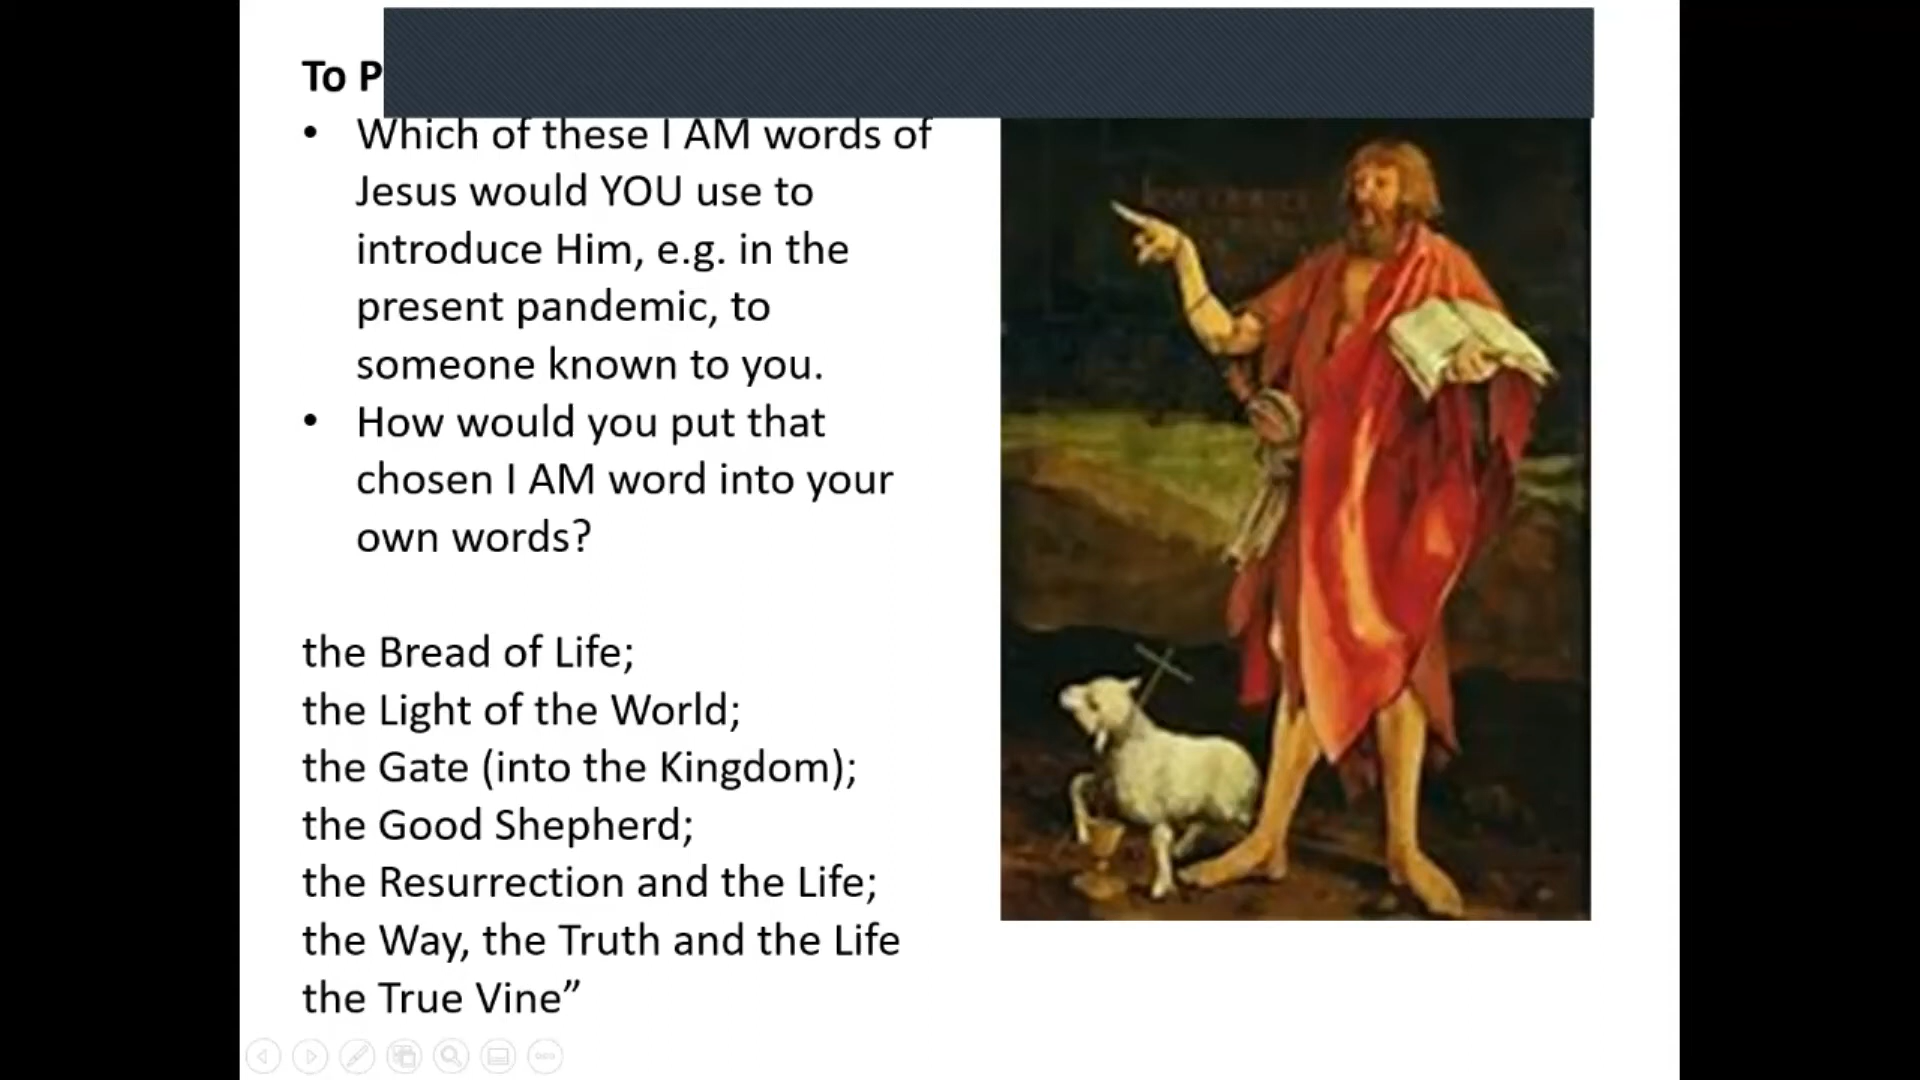 To P
• Which of these I AM words of
Jesus would YOU use to
introduce Him, e.g. in the
present pandemic, to
someone known to you.
• How would you put that
chosen I AM word into your
own words?
the Bread of Life;
the Light of the World;
the Gate (into the Kingdom);
the Good Shepherd;
the Resurrection and the Life;
the Way, the Truth and the Life
the True Vine”